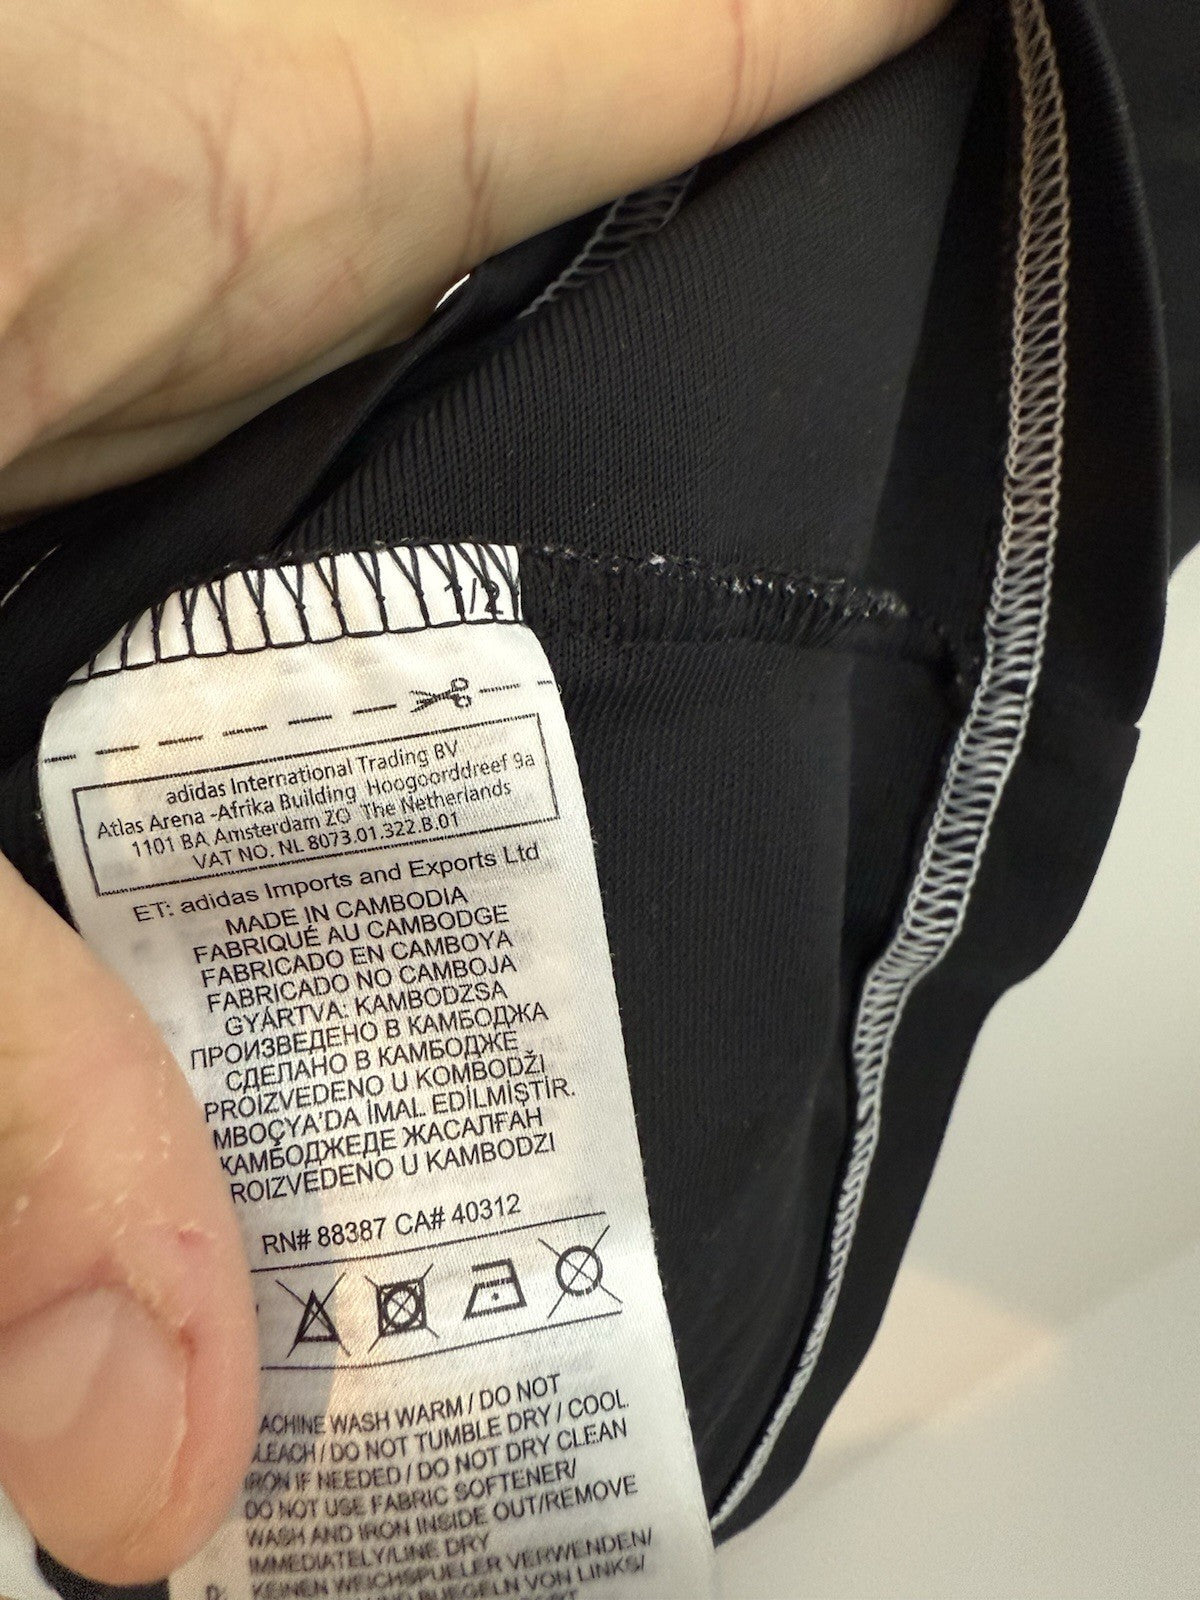 1/2
adidas International Trading BV
Atlas Arena -Afrika Building Hoogoorddreef 9a
1101 BA Amsterdam ZO The Netherlands
VAT NO. NL 8073.01.322.B.01
ET: adidas Imports and Exports Ltd
MADE IN CAMBODIA
FABRIQUÉ AU CAMBODGE
FABRICADO EN CAMBOYA
FABRICADO NO CAMBOJA
GYÁRTVA: KAMBODZSA
ПРОИЗВЕДЕНО В КАМБОДЖА
СДЕЛАНО В КАМБОДЖЕ
PROIZVEDENO U KOMBODŽI
MBOÇYA'DA İMAL EDİLMİŞTİR.
КАМБОДЖЕДЕ ЖАСАЛҒАН
ROIZVEDENO U KAMBODZI
RN# 88387 CA# 40312
ACHINE WASH WARM / DO NOT
LEACH / DO NOT TUMBLE DRY / COOL
IRON IF NEEDED / DO NOT DRY CLEAN
DO NOT USE FABRIC SOFTENER/
WASH AND IRON INSIDE OUT/REMOVE
IMMEDIATELY/LINE DRY
D: KEINEN WEICHSPUELER VERWENDEN/
BUEGELN VON LINKS/